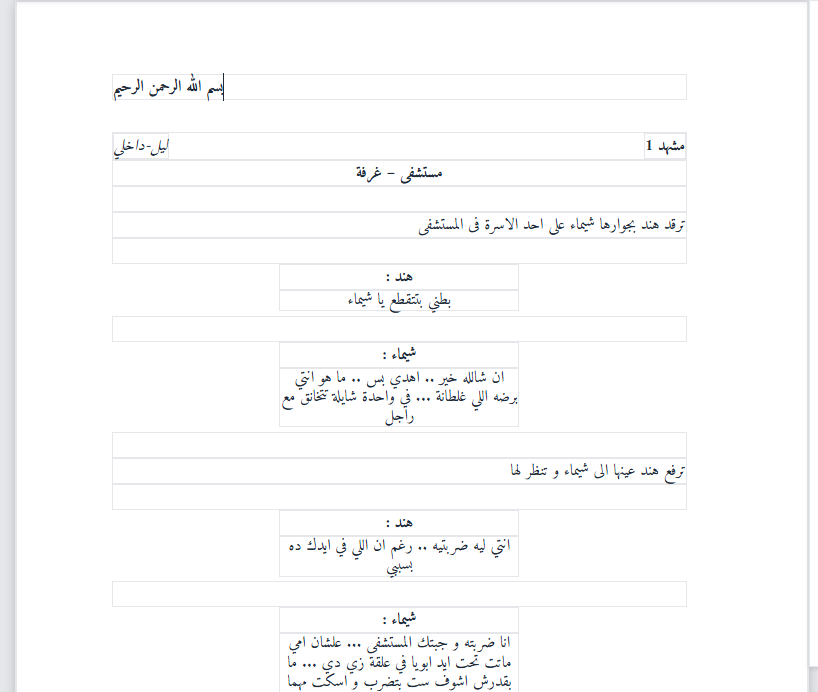 بسم الله الرحمن الرحيم
مشهد 1
ليل-داخلي
مستشفى – غرفة
ترقد هند بجوارها شيماء على احد الاسرة فى المستشفى
هند :
بطني بتتقطع يا شيماء
شيماء :
ان شالله خير .. اهدي بس .. ما هو انتي
برضه اللي غلطانة ... في واحدة شايلة تتخانق مع
راجل
ترفع هند عينها الى شيماء و تنظر لها
هند :
انتي ليه ضربتيه .. رغم ان اللي في ايدك ده
بسببي
شيماء :
انا ضربته و جبتك المستشفى ... علشان امي
ماتت تحت ايد ابويا في علقة زي دي ... ما
بقدرش اشوف ست بتضرب و اسكت مهما